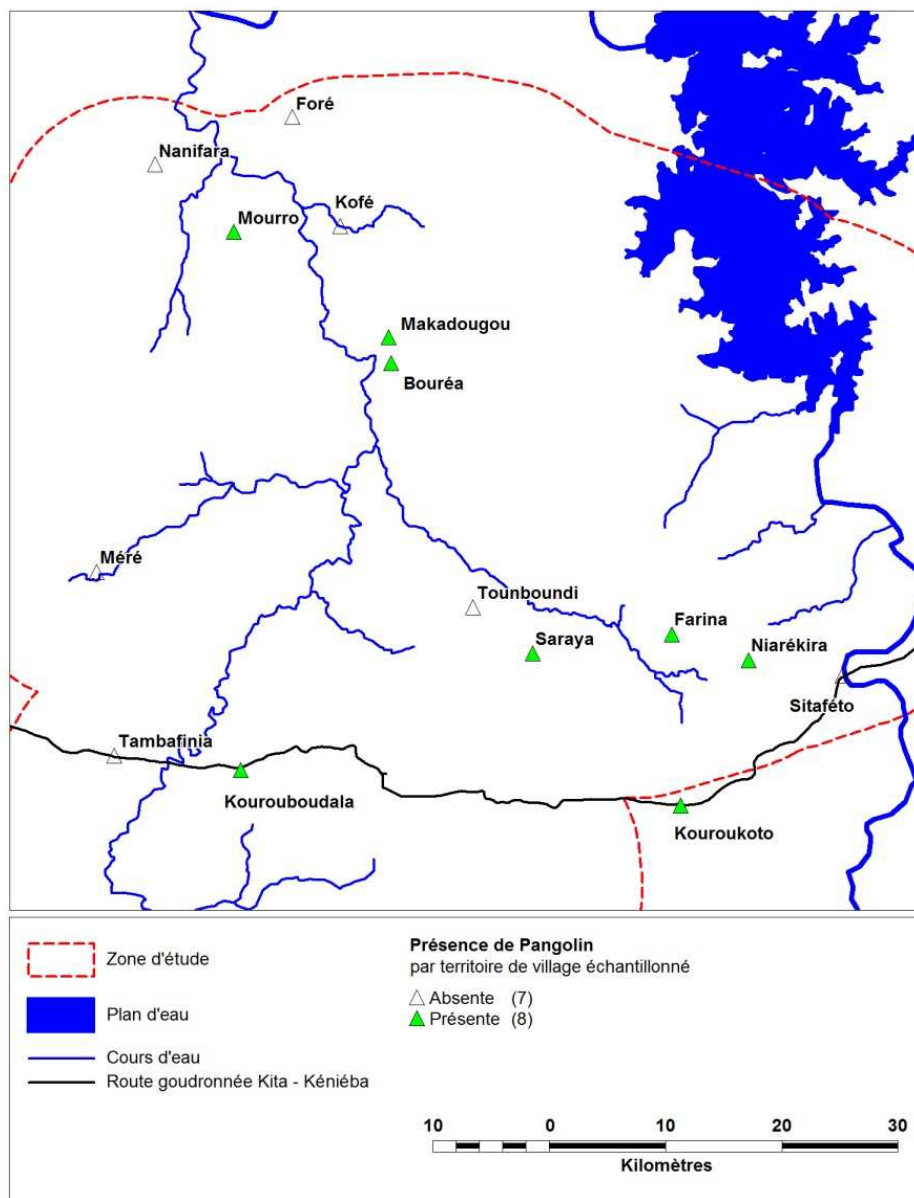 Foré
Nanifara
Kofé
Mourro
Makadougou
Bouréa
Méré
Tounboundi
Farina
Saraya
Niarékira
Sitaféto
Tambafinia
Kourouboudala
Kouroukoto
Zone d'étude
Plan d'eau
Cours d'eau
Route goudronnée Kita - Kéniéba
Présence de Pangolin
par territoire de village échantillonné
Absente (7)
Présente (8)
10 0 10 20 30
Kilomètres